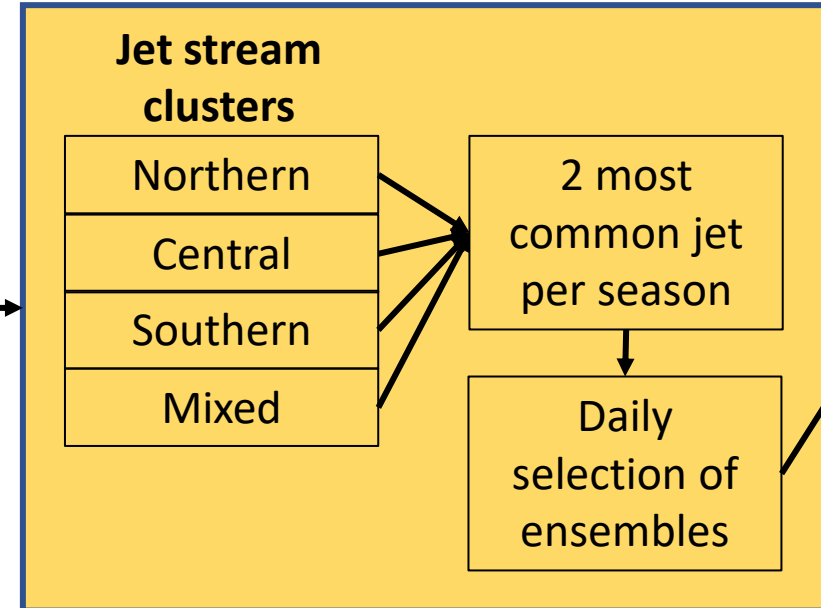 Jet stream
clusters
Northern
Central
Southern
Mixed
2 most
common jet
per season
Daily
selection of
ensembles